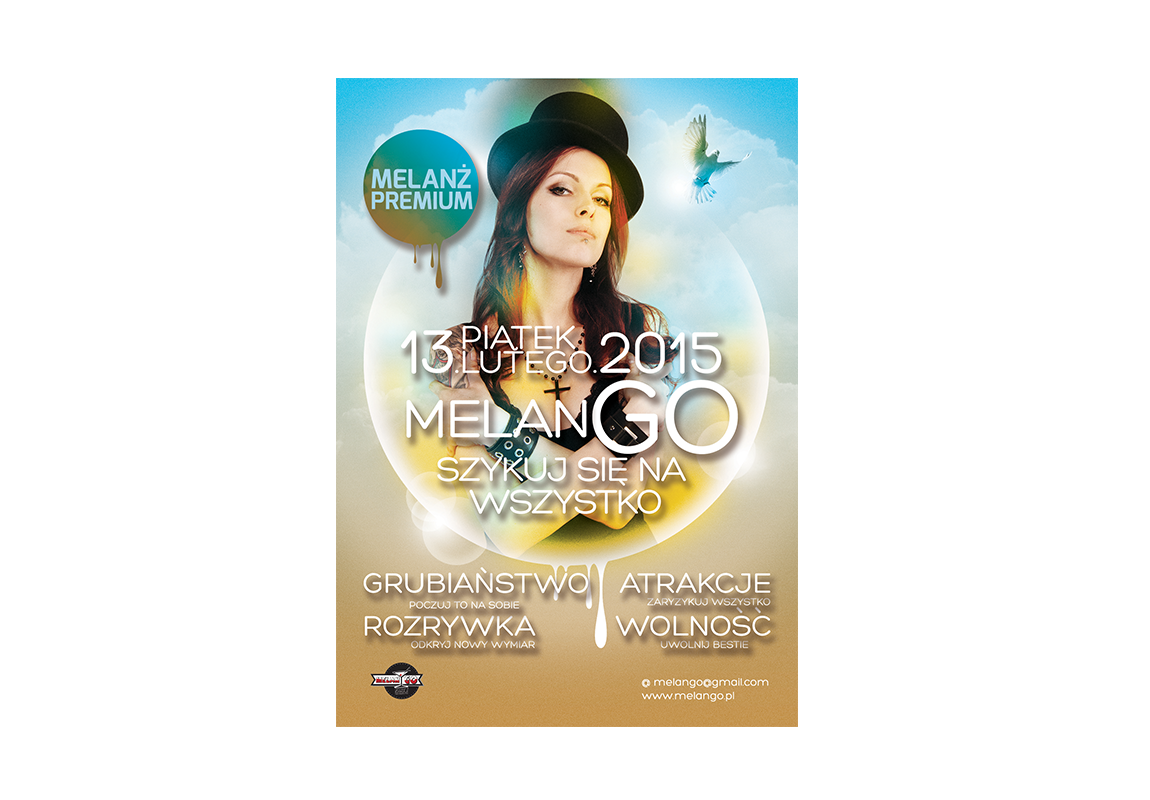 MELANŻ
PREMIUM
13. PIATEK LUTEGO. 2015
MELANGO
SZYKUJ SIĘ NA
WSZYSTKO
GRUBIAŃSTWO
POCZUJ TO NA SOBIE
ROZRYWKA
ODKRYJ NOWY WYMIAR
ATRAKCJE
ZARYZYKUJ WSZYSTKO
WOLNOŚĆ
UWOLNIJ BESTIE
@ melango@gmail.com
www.melango.pl